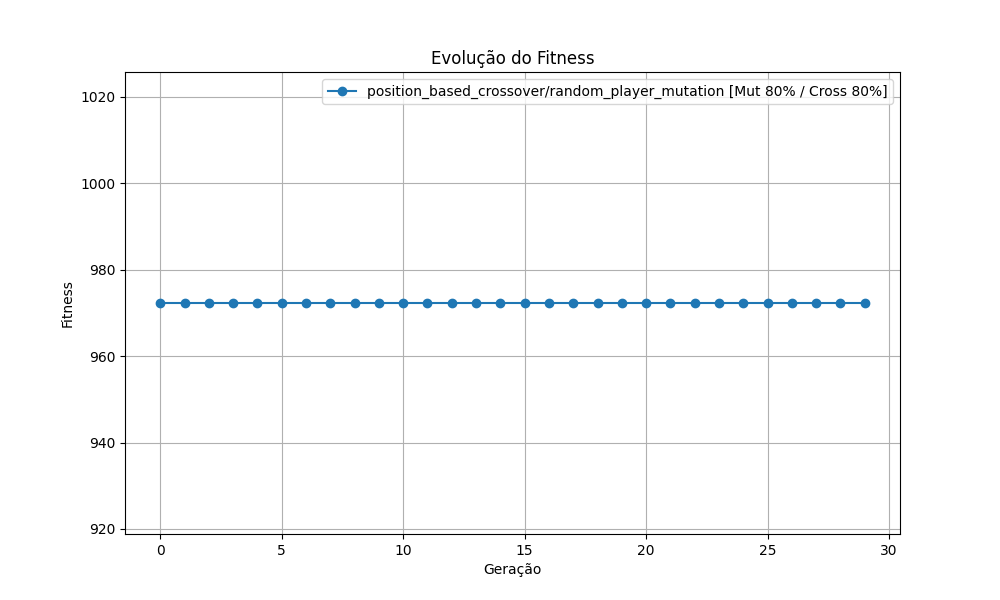 Evolução do Fitness
position_based_crossover/random_player_mutation [Mut 80% / Cross 80%]
Fitness
1020
1000
980
960
940
920
0 5 10 15 20 25 30
Geração